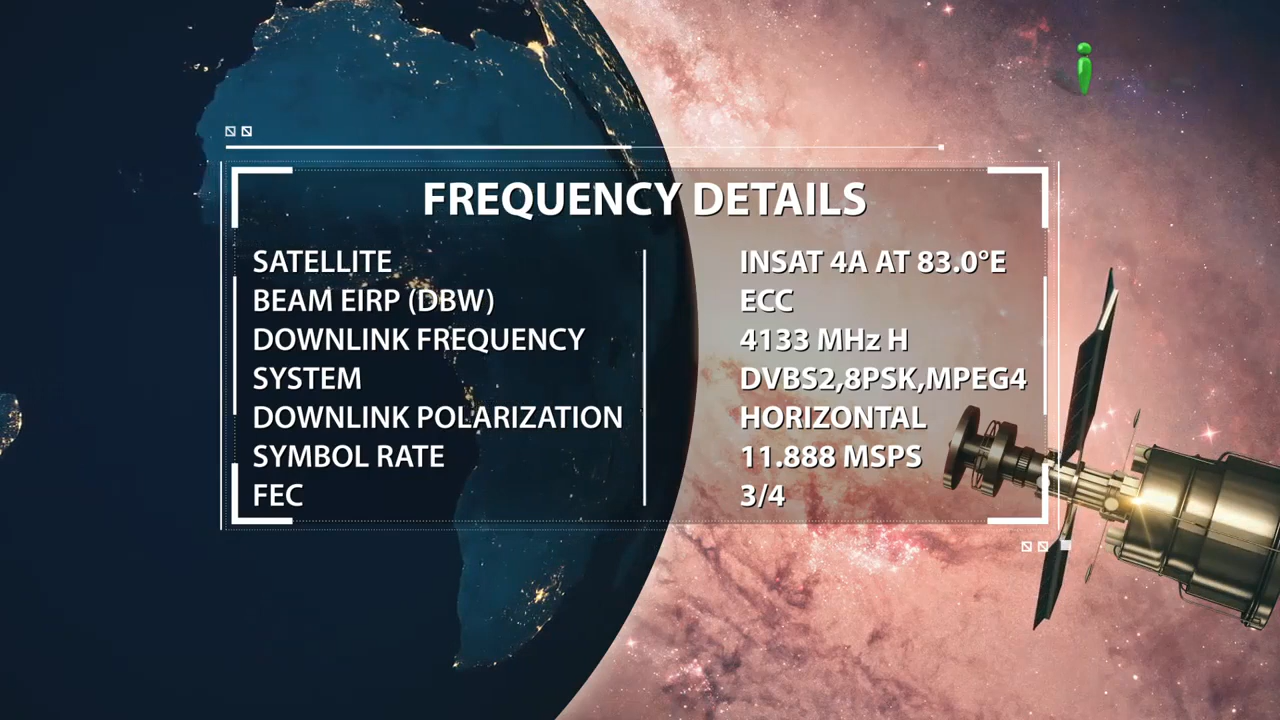 FREQUENCY DETAILS
SATELLITE INSAT 4A AT 83.0°E
BEAM EIRP (DBW) ECC
DOWNLINK FREQUENCY 4133 MHz H
SYSTEM DVBS2,8PSK,MPEG4
DOWNLINK POLARIZATION HORIZONTAL
SYMBOL RATE 11.888 MSPS
FEC 3/4